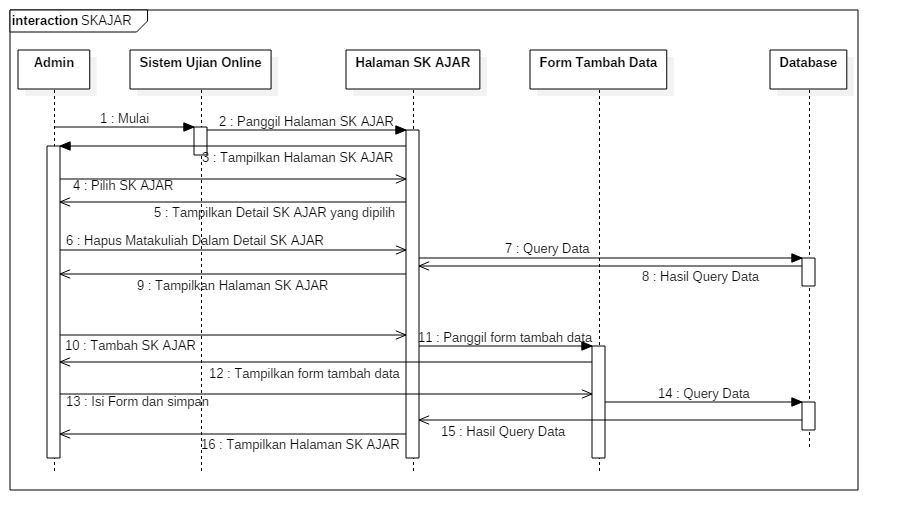 interaction SKAJAR
Admin
Sistem Ujian Online
Halaman SK AJAR
Form Tambah Data
Database
1 : Mulai
2 : Panggil Halaman SK AJAR
3 : Tampilkan Halaman SK AJAR
4 : Pilih SK AJAR
5 : Tampilkan Detail SK AJAR yang dipilih
6 : Hapus Matakuliah Dalam Detail SK AJAR
7 : Query Data
8 : Hasil Query Data
9 : Tampilkan Halaman SK AJAR
10 : Tambah SK AJAR
11 : Panggil form tambah data
12 : Tampilkan form tambah data
13 : Isi Form dan simpan
14 : Query Data
15 : Hasil Query Data
16 : Tampilkan Halaman SK AJAR